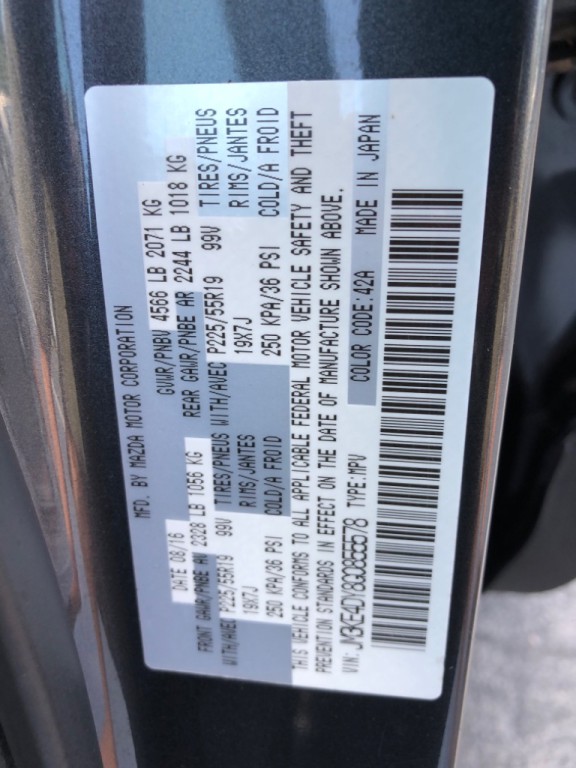 MFD. BY MAZDA MOTOR CORPORATION
DATE 08/16 GVWR/PNBV 4566 LB 2071 KG
FRONT GAWR/PNBE AV 2328 LB 1056 KG REAR GAWR/PNBE AR 2244 LB 1018 KG
WITH/AVEC P225/55R19 99V TIRES/PNEUS WITH/AVEC P225/55R19 99V TIRES/PNEUS
19X7J RIMS/JANTES 19X7J RIMS/JANTES
250 KPA/36 PSI COLD/A FROID 250 KPA/36 PSI COLD/A FROID
THIS VEHICLE CONFORMS TO ALL APPLICABLE FEDERAL MOTOR VEHICLE SAFETY AND THEFT
PREVENTION STANDARDS IN EFFECT ON THE DATE OF MANUFACTURE SHOWN ABOVE.
VIN: JM3KE4DY8G0855578 TYPE:MPV COLOR CODE:42A MADE IN JAPAN